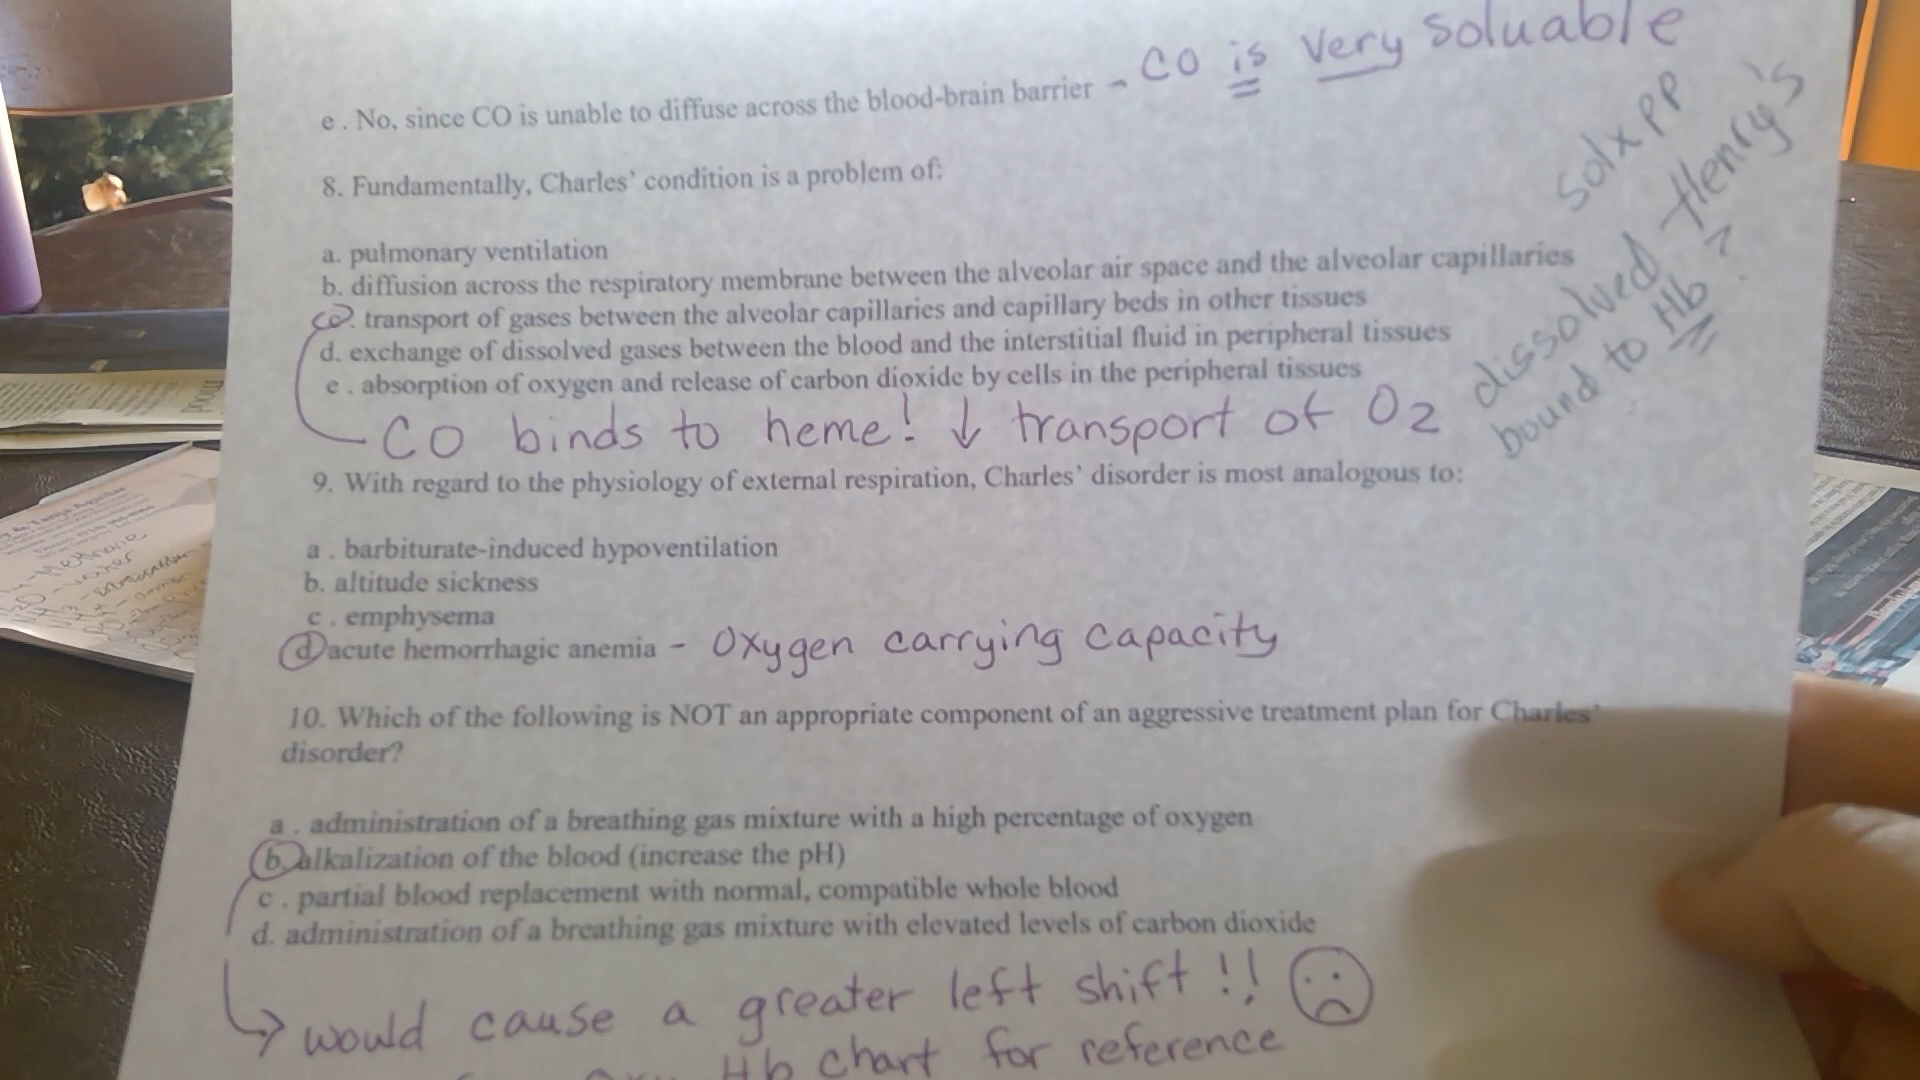 e . No, since CO is unable to diffuse across the blood-brain barrier - CO is very soluable
8. Fundamentally, Charles' condition is a problem of:
a. pulmonary ventilation
b. diffusion across the respiratory membrane between the alveolar air space and the alveolar capillaries
c. transport of gases between the alveolar capillaries and capillary beds in other tissues
d. exchange of dissolved gases between the blood and the interstitial fluid in peripheral tissues
e . absorption of oxygen and release of carbon dioxide by cells in the peripheral tissues
CO binds to heme! ↓ transport of O2
sol x PP
dissolved - Henry's
bound to Hb ?
9. With regard to the physiology of external respiration, Charles' disorder is most analogous to:
a . barbiturate-induced hypoventilation
b. altitude sickness
c . emphysema
d acute hemorrhagic anemia - Oxygen carrying capacity
10. Which of the following is NOT an appropriate component of an aggressive treatment plan for Charles'
disorder?
a . administration of a breathing gas mixture with a high percentage of oxygen
b. alkalization of the blood (increase the pH)
c . partial blood replacement with normal, compatible whole blood
d. administration of a breathing gas mixture with elevated levels of carbon dioxide
→ would cause a greater left shift !!
Hb chart for reference